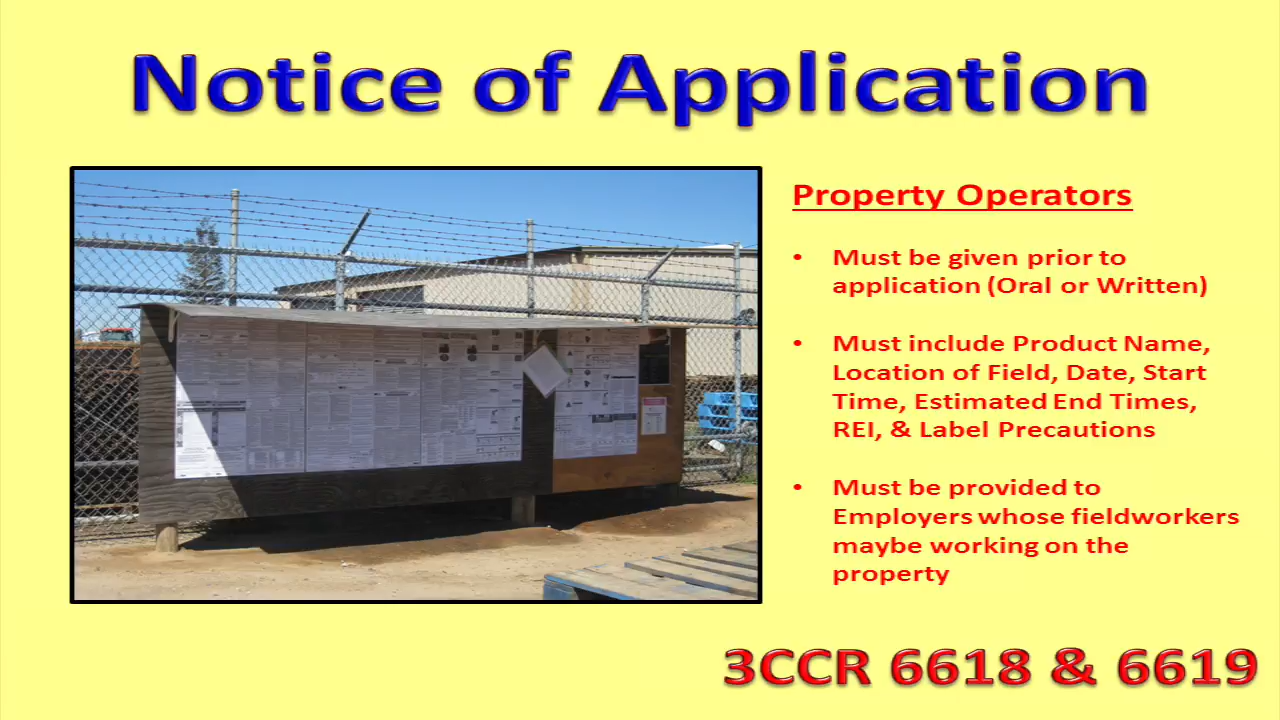 Notice of Application
Property Operators
• Must be given prior to
application (Oral or Written)
• Must include Product Name,
Location of Field, Date, Start
Time, Estimated End Times,
REI, & Label Precautions
• Must be provided to
Employers whose fieldworkers
maybe working on the
property
3CCR 6618 & 6619